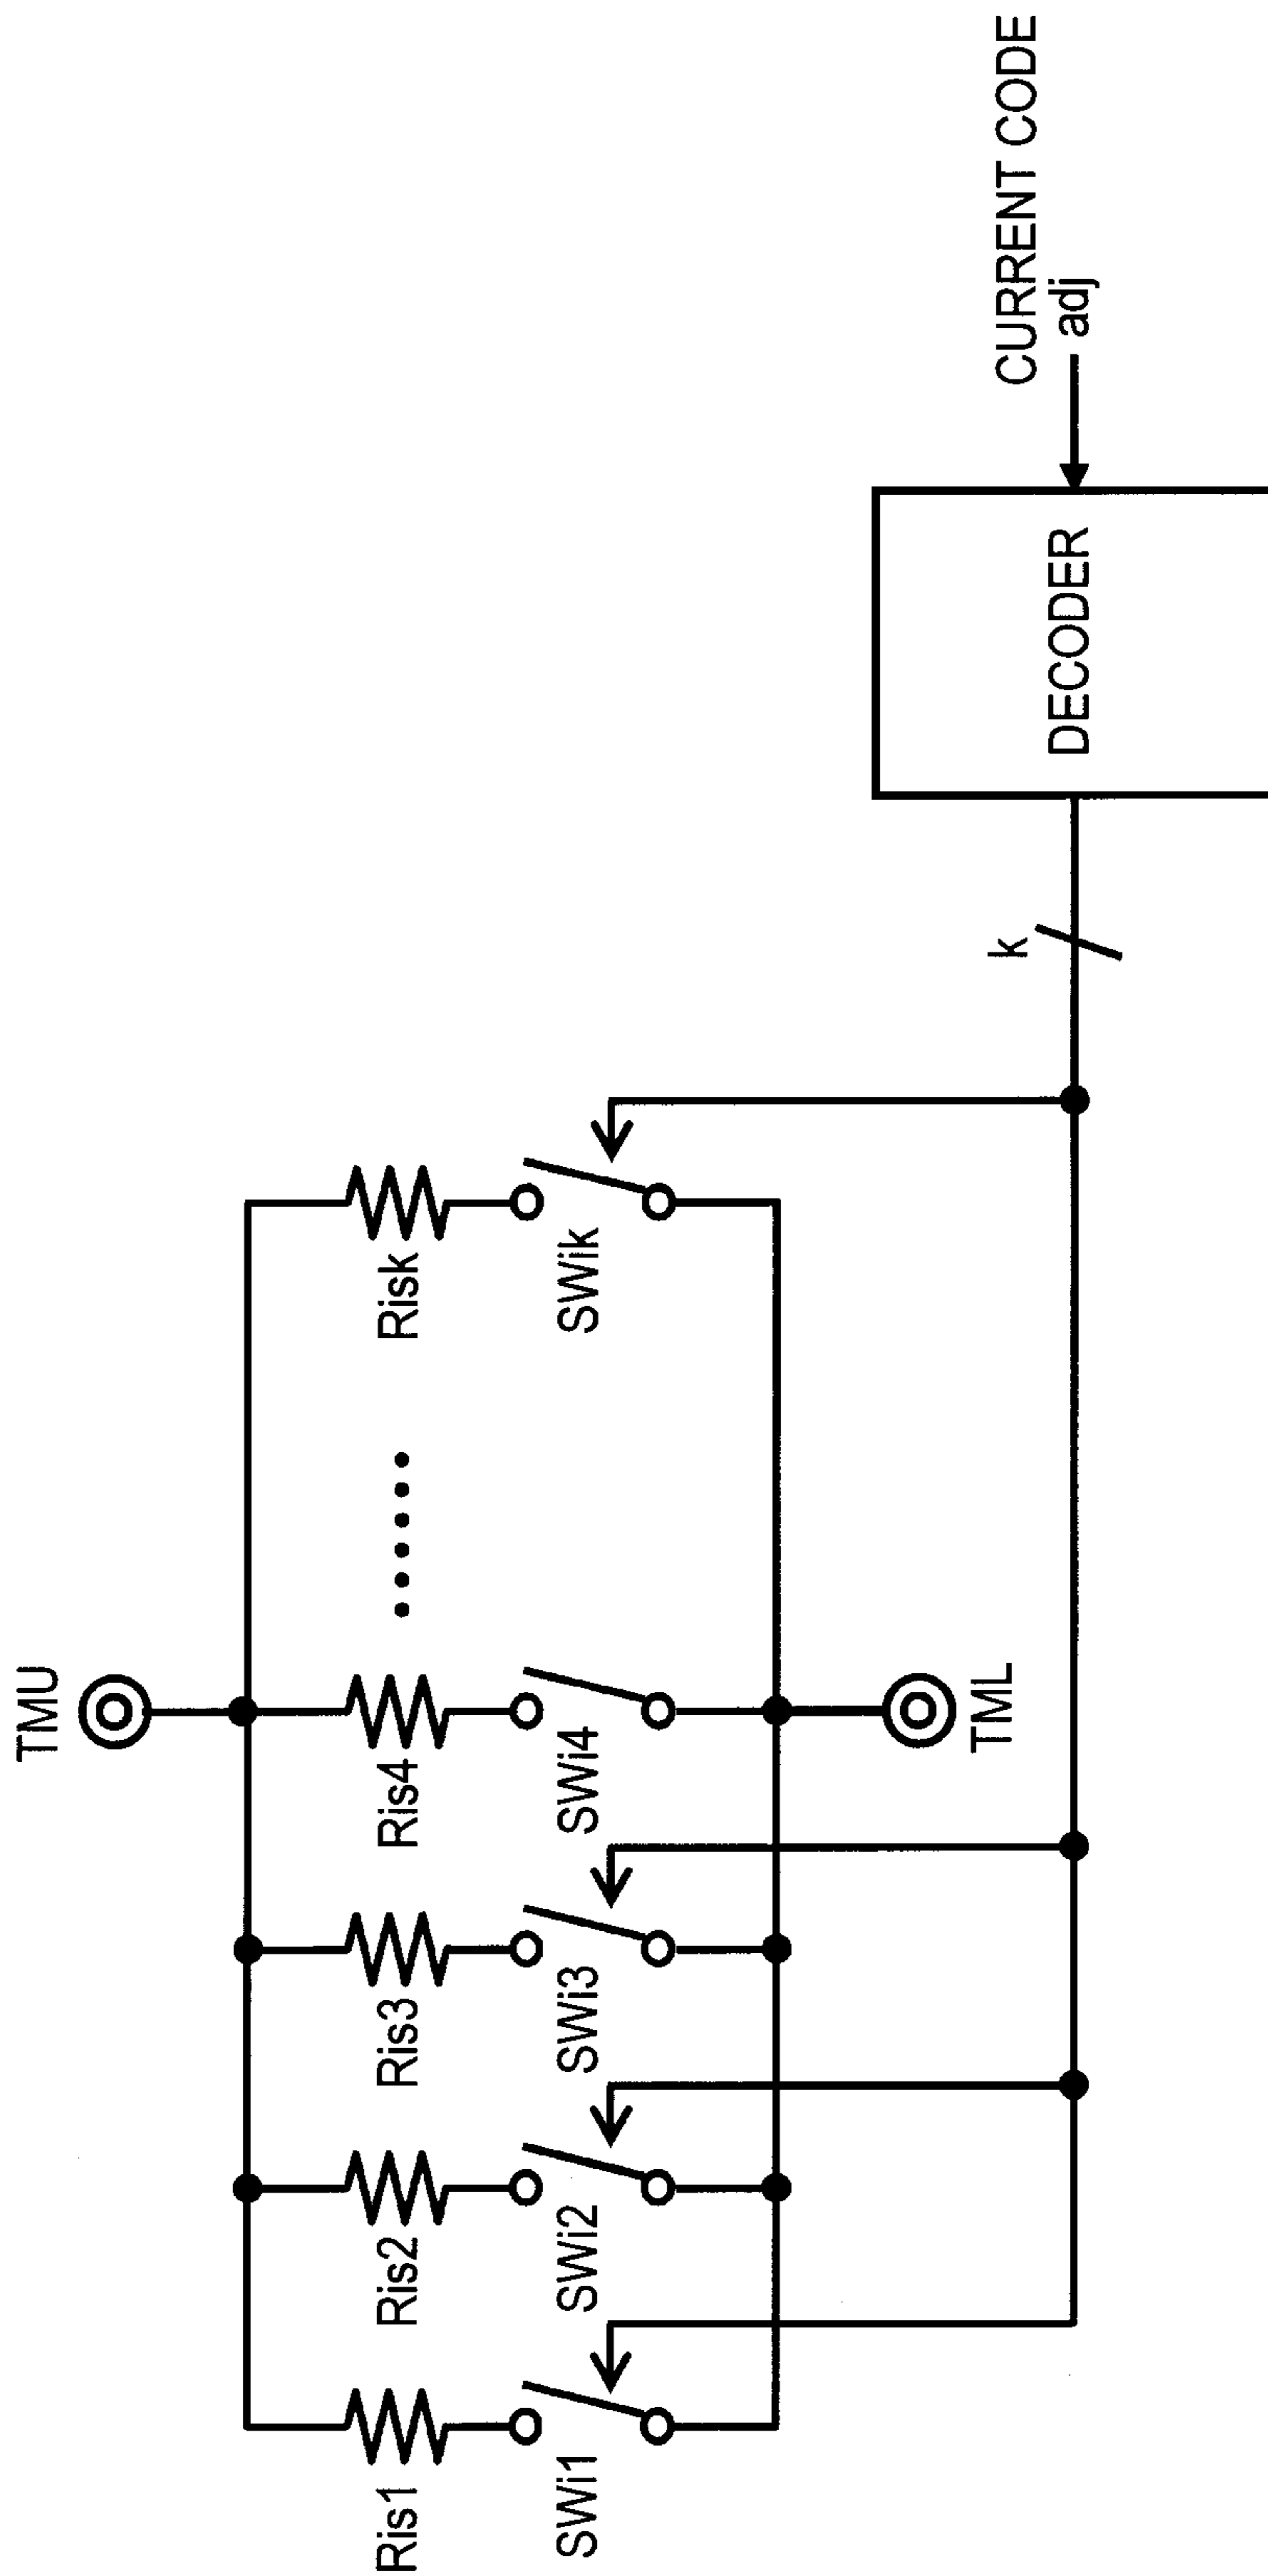 TMU
Ris1
Ris2
Ris3
Ris4
Risk
SWi1
SWi2
SWi3
SWi4
SWik
TML
k
DECODER
CURRENT CODE
adj